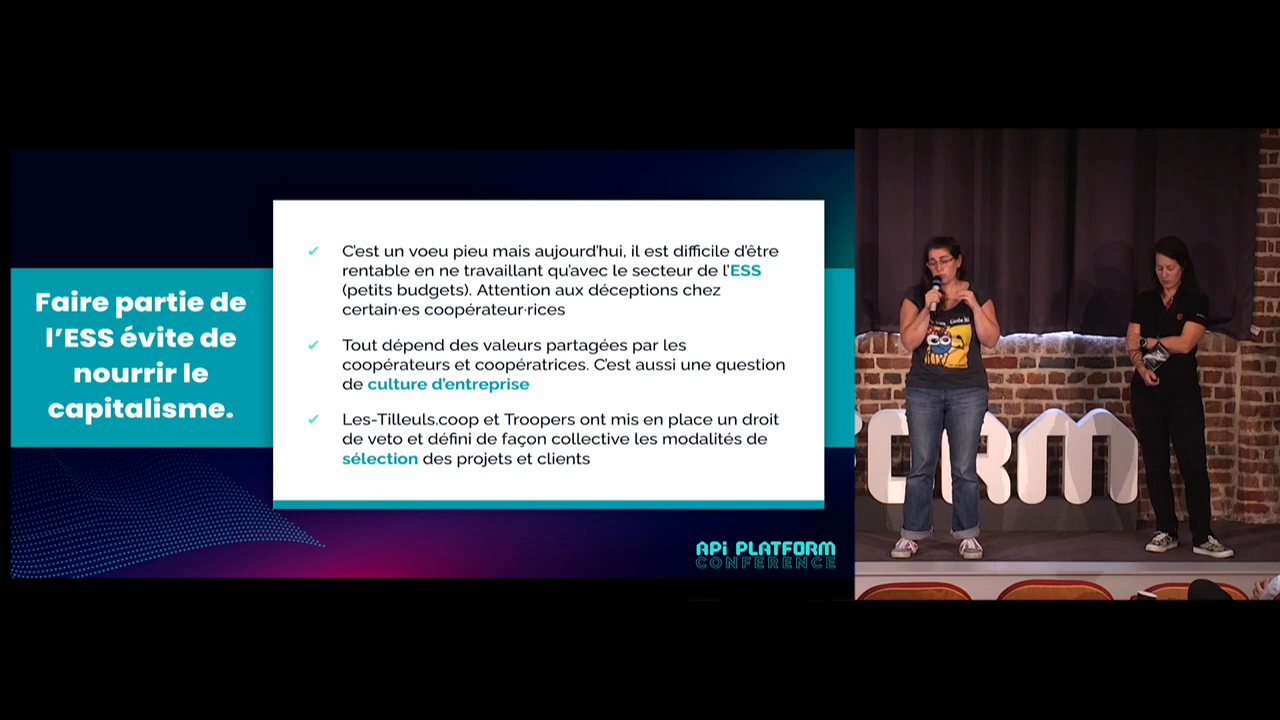 Faire partie de
l'ESS évite de
nourrir le
capitalisme.
✔ C'est un voeu pieu mais aujourd'hui, il est difficile d'être
rentable en ne travaillant qu'avec le secteur de l'ESS
(petits budgets). Attention aux déceptions chez
certain·es coopérateur·rices
✔ Tout dépend des valeurs partagées par les
coopérateurs et coopératrices. C'est aussi une question
de culture d'entreprise
✔ Les-Tilleuls.coop et Troopers ont mis en place un droit
de veto et défini de façon collective les modalités de
sélection des projets et clients
APi PLATFORM
CONFERENCE
ORM